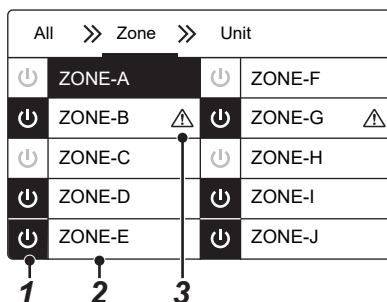 All >> Zone >> Unit
ZONE-A ZONE-F
ZONE-B ZONE-G
ZONE-C ZONE-H
ZONE-D ZONE-I
ZONE-E ZONE-J
1 2 3